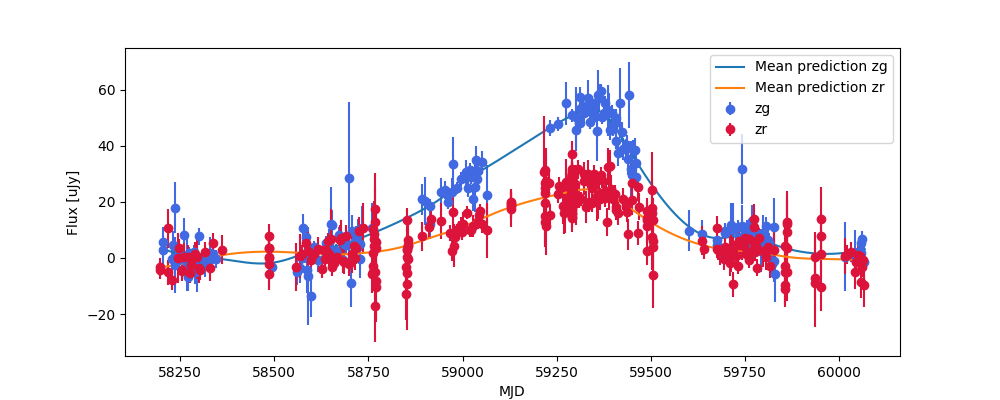 Mean prediction zg
Mean prediction zr
zg
zr
Flux [uJy]
60
40
20
0
−20
58250 58500 58750 59000 59250 59500 59750 60000
MJD